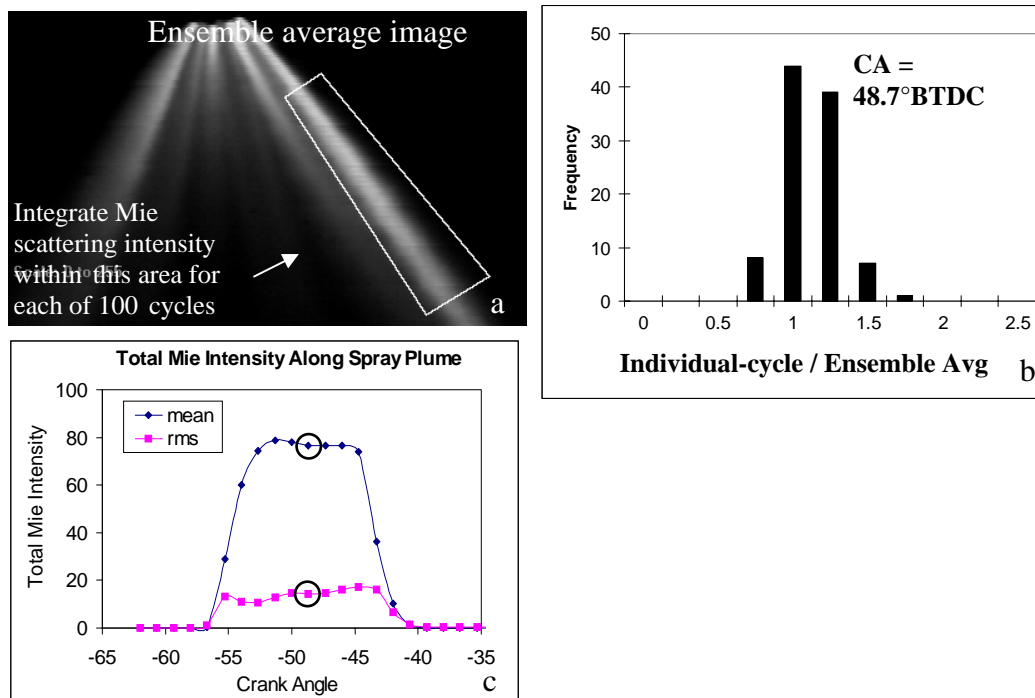 Ensemble average image
Integrate Mie
scattering intensity
within this area for
each of 100 cycles
a
50
40
30
20
10
0
Frequency
CA =
48.7°BTDC
0 0.5 1 1.5 2 2.5
Individual-cycle / Ensemble Avg
b
Total Mie Intensity Along Spray Plume
100
80
60
40
20
0
Total Mie Intensity
mean
rms
-65 -60 -55 -50 -45 -40 -35
Crank Angle
c